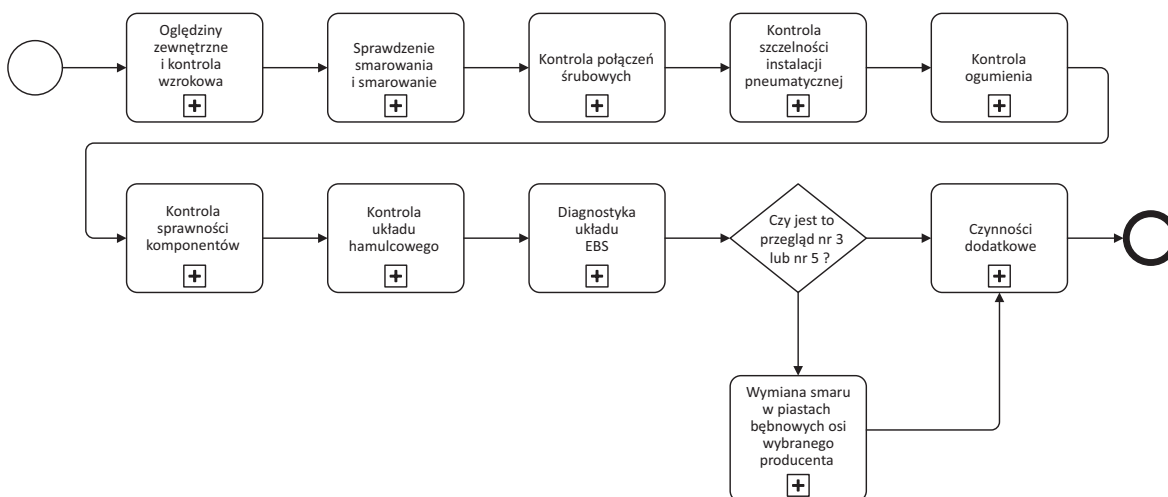 Oględziny
zewnętrzne
i kontrola
wzrokowa
Sprawdzenie
smarowania
i smarowanie
Kontrola połączeń
śrubowych
Kontrola
szczelności
instalacji
pneumatycznej
Kontrola
ogumienia
Kontrola
sprawności
komponentów
Kontrola
układu
hamulcowego
Diagnostyka
układu
EBS
Czy jest to
przegląd nr 3
lub nr 5 ?
Czynności
dodatkowe
Wymiana smaru
w piastach
bębnowych osi
wybranego
producenta